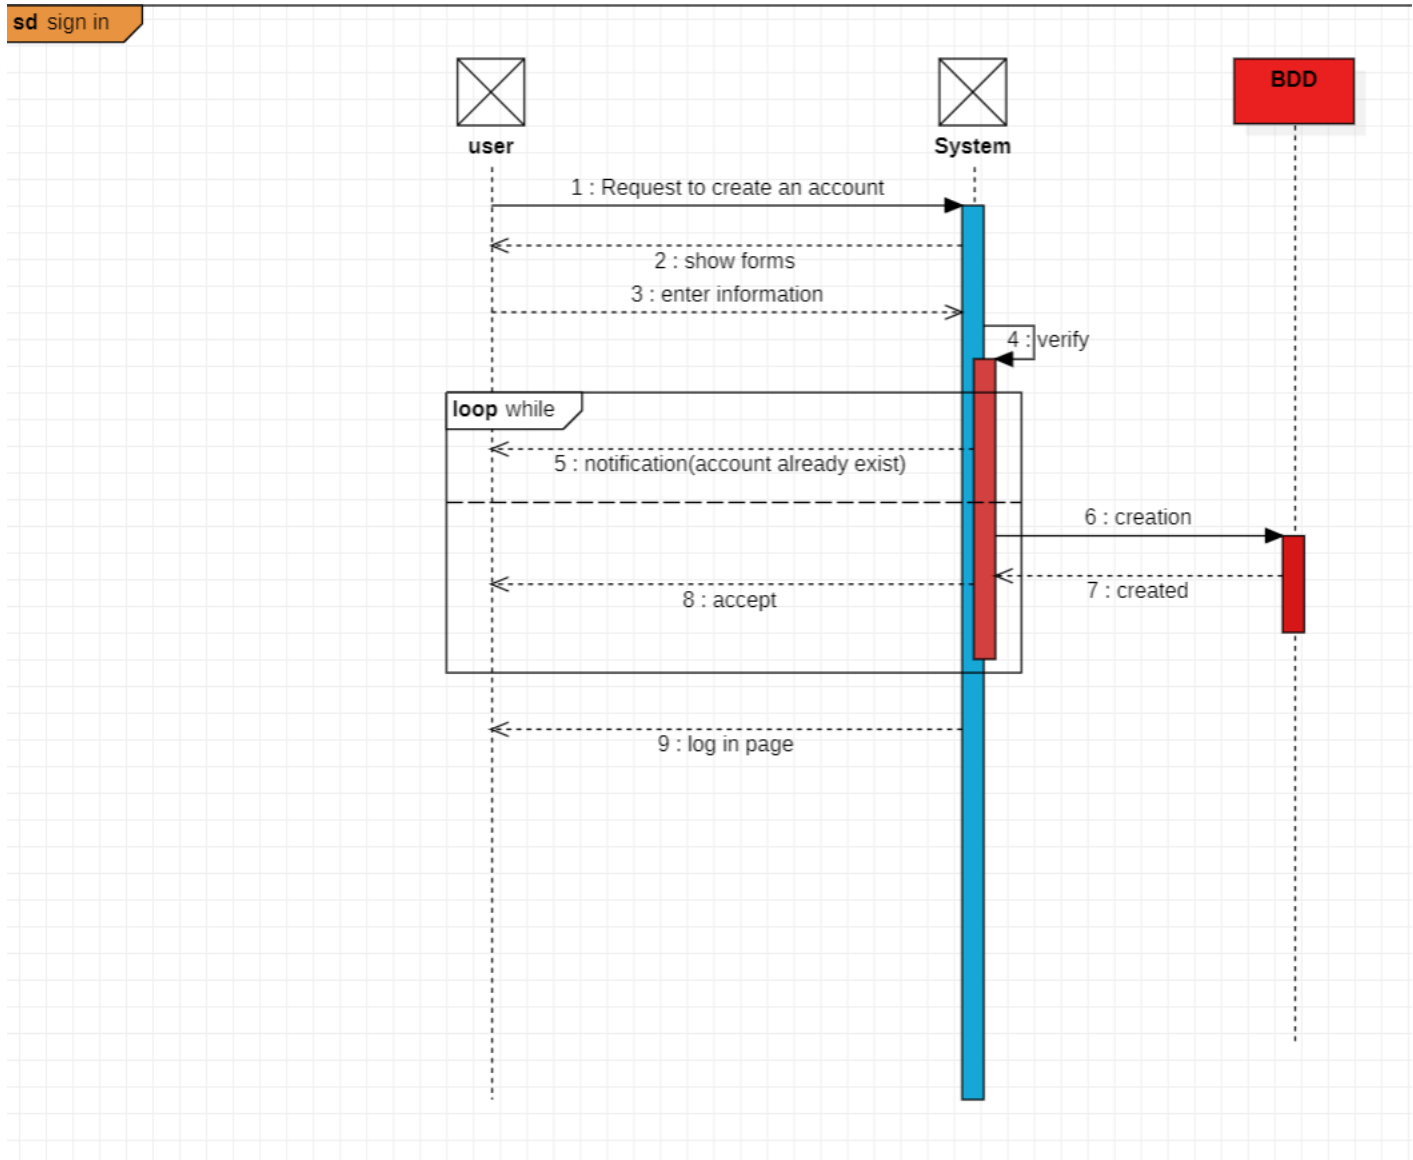 sd sign in
user
System
BDD
1 : Request to create an account
2 : show forms
3 : enter information
4 : verify
loop while
5 : notification(account already exist)
6 : creation
7 : created
8 : accept
9 : log in page